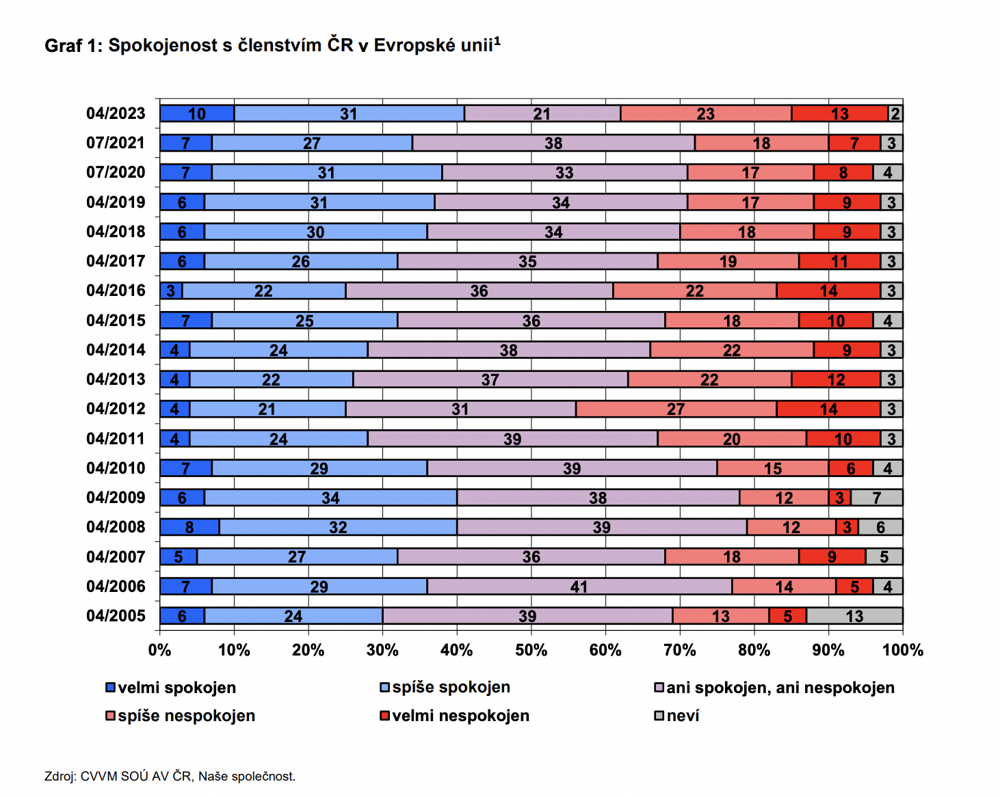 Graf 1: Spokojenost s členstvím ČR v Evropské unii¹
04/2023 10 31 21 23 13 2
07/2021 7 27 38 18 7 3
07/2020 7 31 33 17 8 4
04/2019 6 31 34 17 9 3
04/2018 6 30 34 18 9 3
04/2017 6 26 35 19 11 3
04/2016 3 22 36 22 14 3
04/2015 7 25 36 18 10 4
04/2014 4 24 38 22 9 3
04/2013 4 22 37 22 12 3
04/2012 4 21 31 27 14 3
04/2011 4 24 39 20 10 3
04/2010 7 29 39 15 6 4
04/2009 6 34 38 12 3 7
04/2008 8 32 39 12 3 6
04/2007 5 27 36 18 9 5
04/2006 7 29 41 14 5 4
04/2005 6 24 39 13 5 13
0% 10% 20% 30% 40% 50% 60% 70% 80% 90% 100%
velmi spokojen spíše spokojen ani spokojen, ani nespokojen
spíše nespokojen velmi nespokojen neví
Zdroj: CVVM SOÚ AV ČR, Naše společnost.